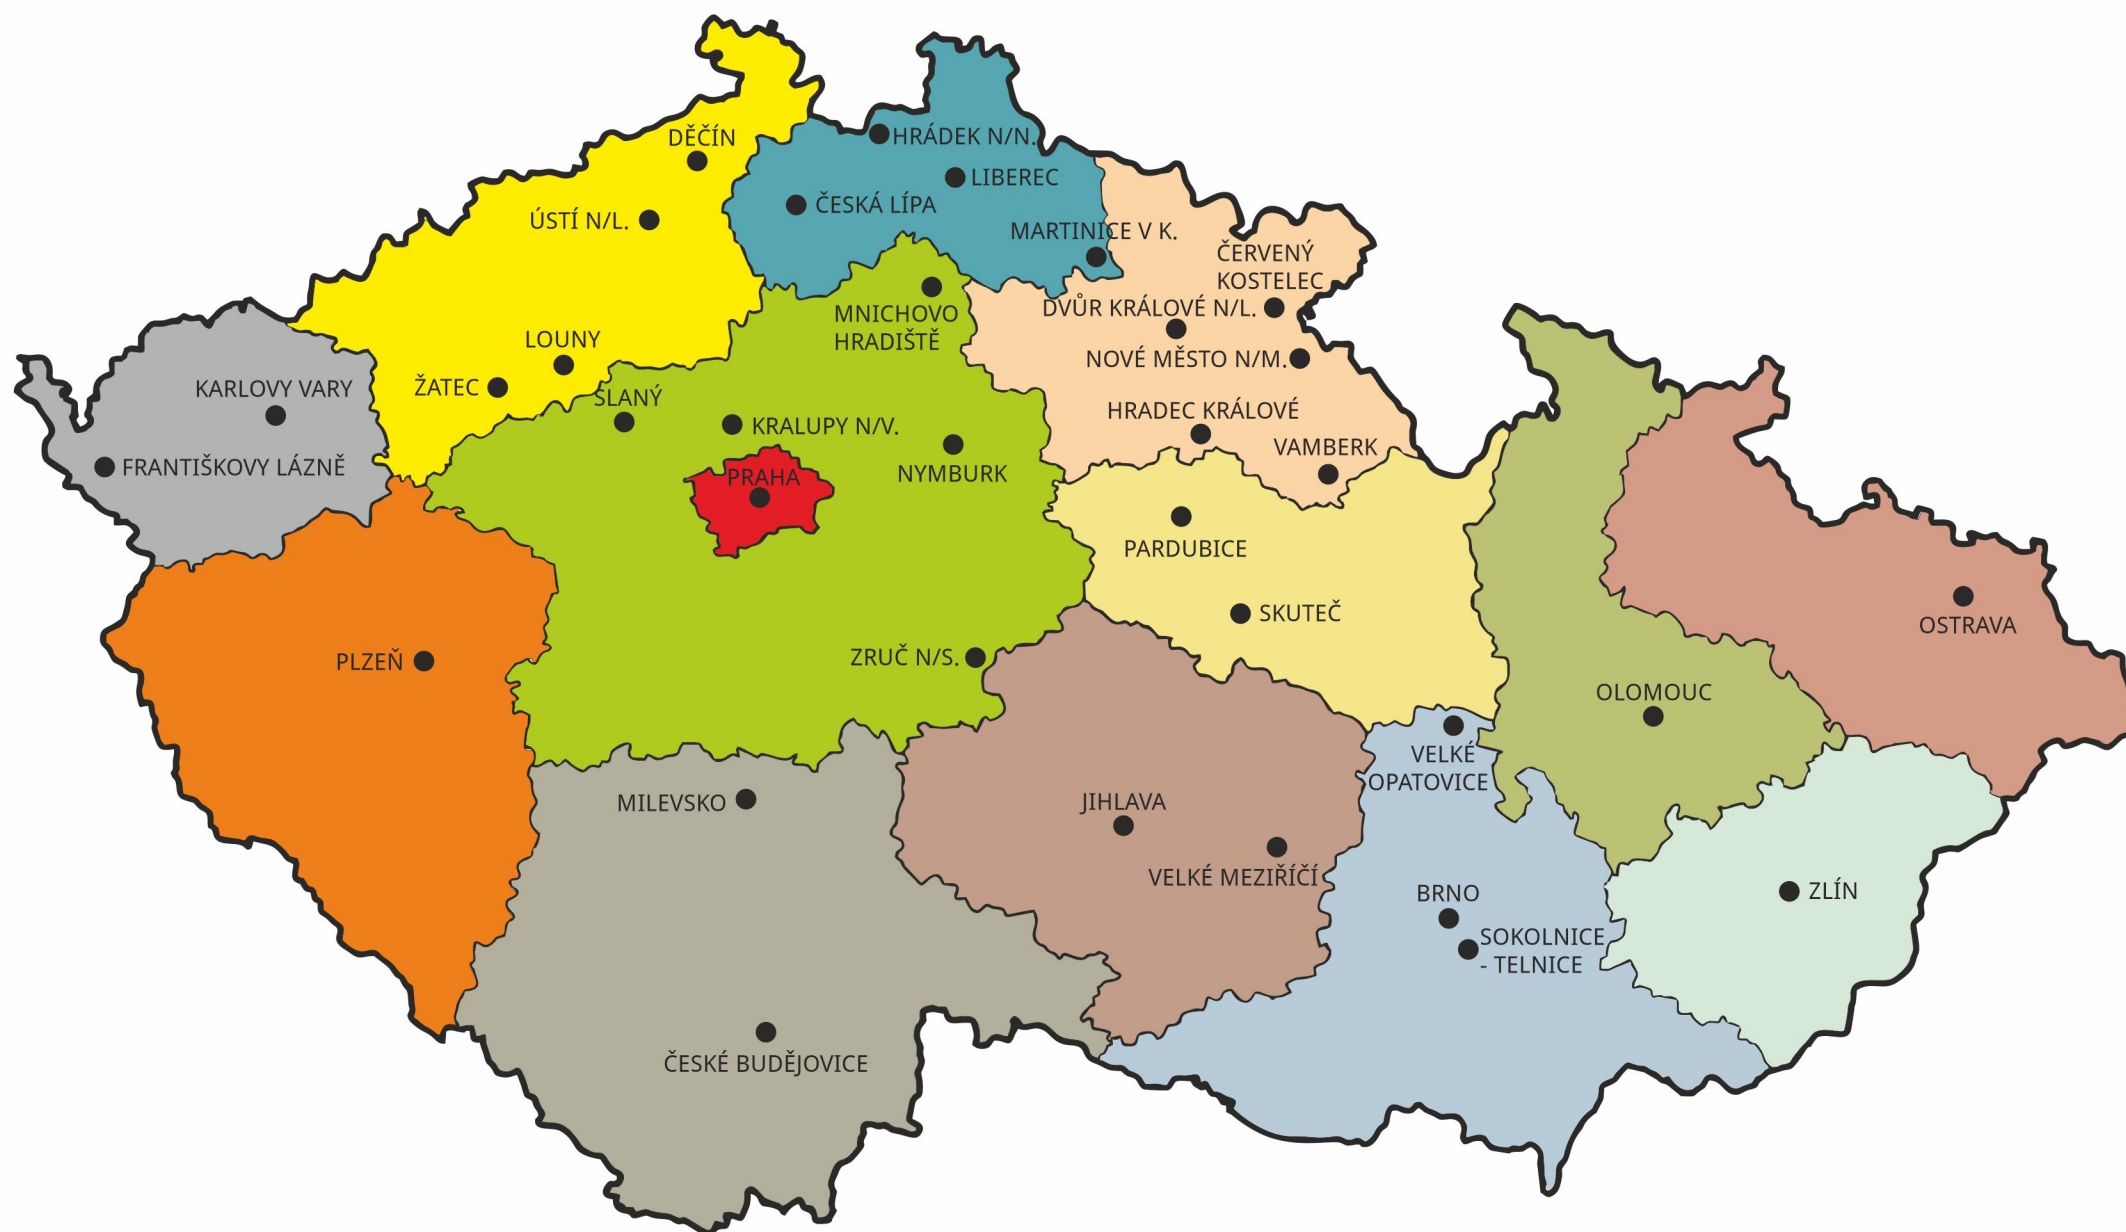 DĚČÍN
HRÁDEK N/N.
LIBEREC
ČESKÁ LÍPA
ÚSTÍ N/L.
MARTINICE V K.
ČERVENÝ
KOSTELEC
DVŮR KRÁLOVÉ N/L.
MNICHOVO
HRADIŠTĚ
LOUNY
NOVÉ MĚSTO N/M.
ŽATEC
KARLOVY VARY
SLANÝ
HRADEC KRÁLOVÉ
KRALUPY N/V.
VAMBERK
FRANTIŠKOVY LÁZNĚ
NYMBURK
PRAHA
PARDUBICE
SKUTEČ
OSTRAVA
ZRUČ N/S.
PLZEŇ
OLOMOUC
VELKÉ
OPATOVICE
MILEVSKO
JIHLAVA
VELKÉ MEZIŘÍČÍ
BRNO
ZLÍN
SOKOLNICE
- TELNICE
ČESKÉ BUDĚJOVICE